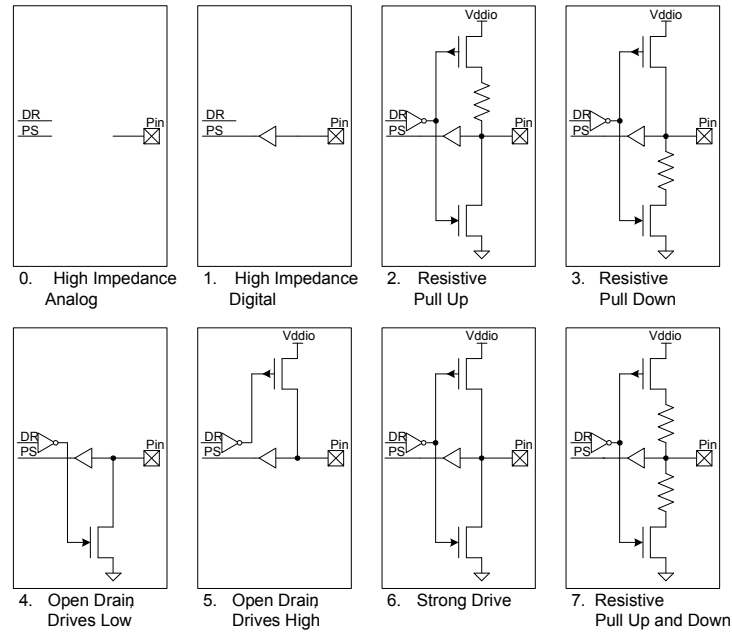 Vddio
Vddio
DR
PS
Pin
DR
PS
Pin
DR
PS
Pin
DR
PS
Pin
0. High Impedance
Analog
1. High Impedance
Digital
2. Resistive
Pull Up
3. Resistive
Pull Down
Vddio
Vddio
Vddio
DR
PS
Pin
DR
PS
Pin
DR
PS
Pin
DR
PS
Pin
4. Open Drain,
Drives Low
5. Open Drain,
Drives High
6. Strong Drive
7. Resistive
Pull Up and Down